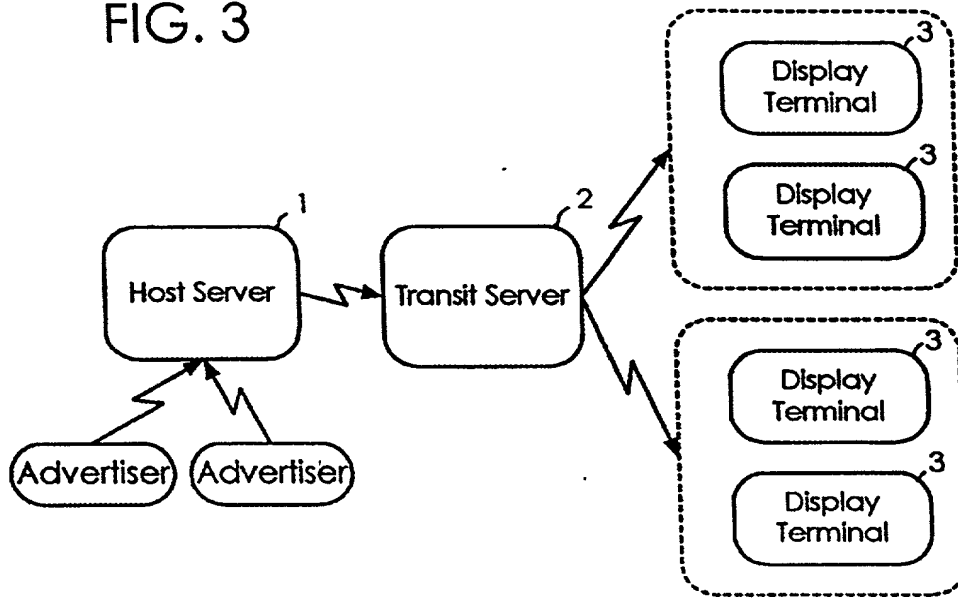 FIG. 3
3
Display
Terminal
3
Display
Terminal
1
Host Server
2
Transit Server
3
Display
Terminal
3
Display
Terminal
Advertiser
Advertiser